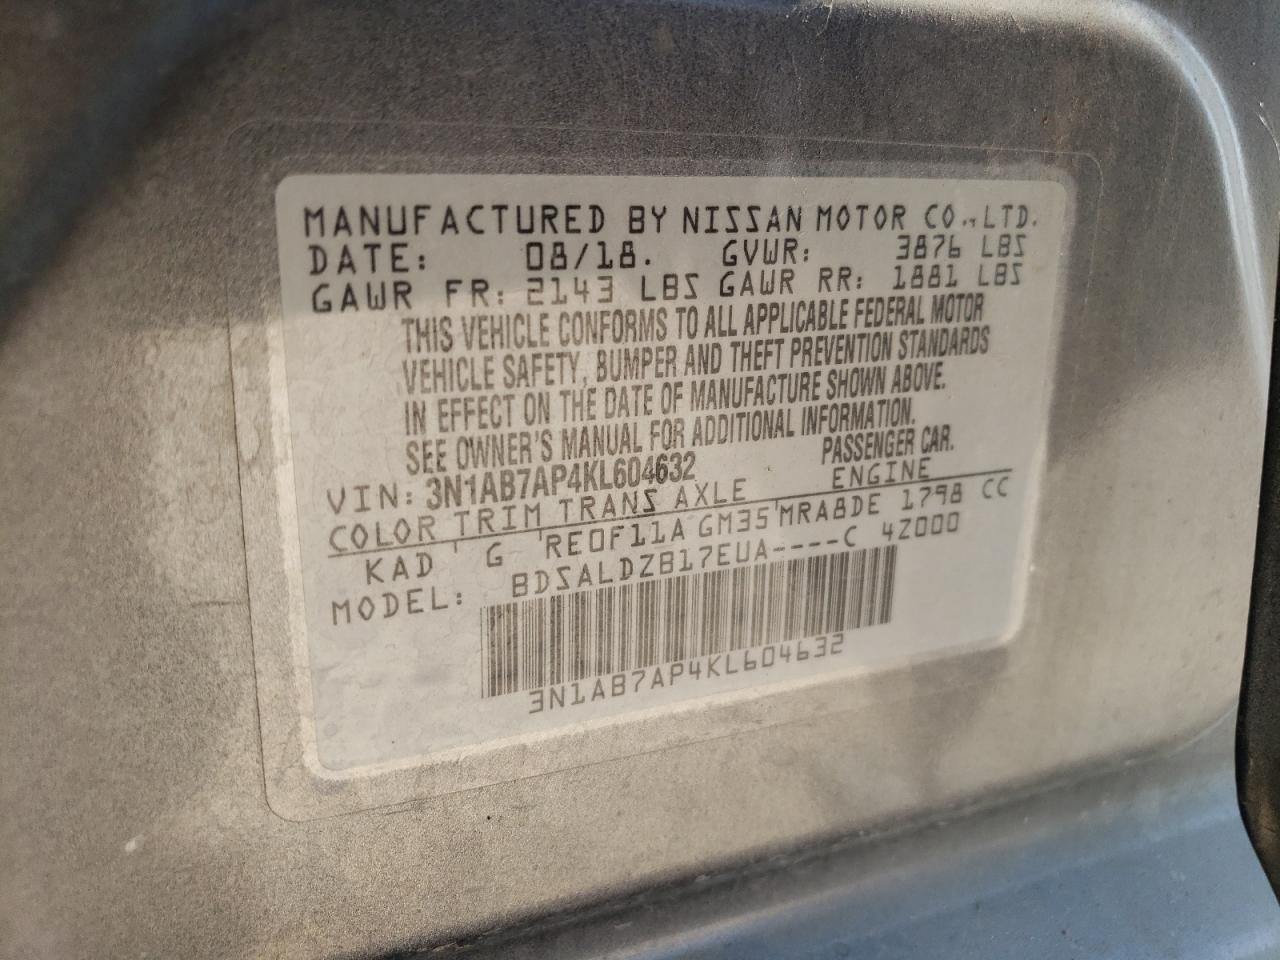 MANUFACTURED BY NISSAN MOTOR CO., LTD.
DATE: 08/18. GVWR: 3876 LBS
GAWR FR: 2143 LBS GAWR RR: 1881 LBS
THIS VEHICLE CONFORMS TO ALL APPLICABLE FEDERAL MOTOR
VEHICLE SAFETY, BUMPER AND THEFT PREVENTION STANDARDS
IN EFFECT ON THE DATE OF MANUFACTURE SHOWN ABOVE.
SEE OWNER'S MANUAL FOR ADDITIONAL INFORMATION.
VIN: 3N1AB7AP4KL604632 PASSENGER CAR.
COLOR TRIM TRANS AXLE ENGINE
KAD G RE0F11A GM35 MRA8DE 1798 CC
MODEL: BDSALDZB17EUA----C 4Z000
3N1AB7AP4KL604632